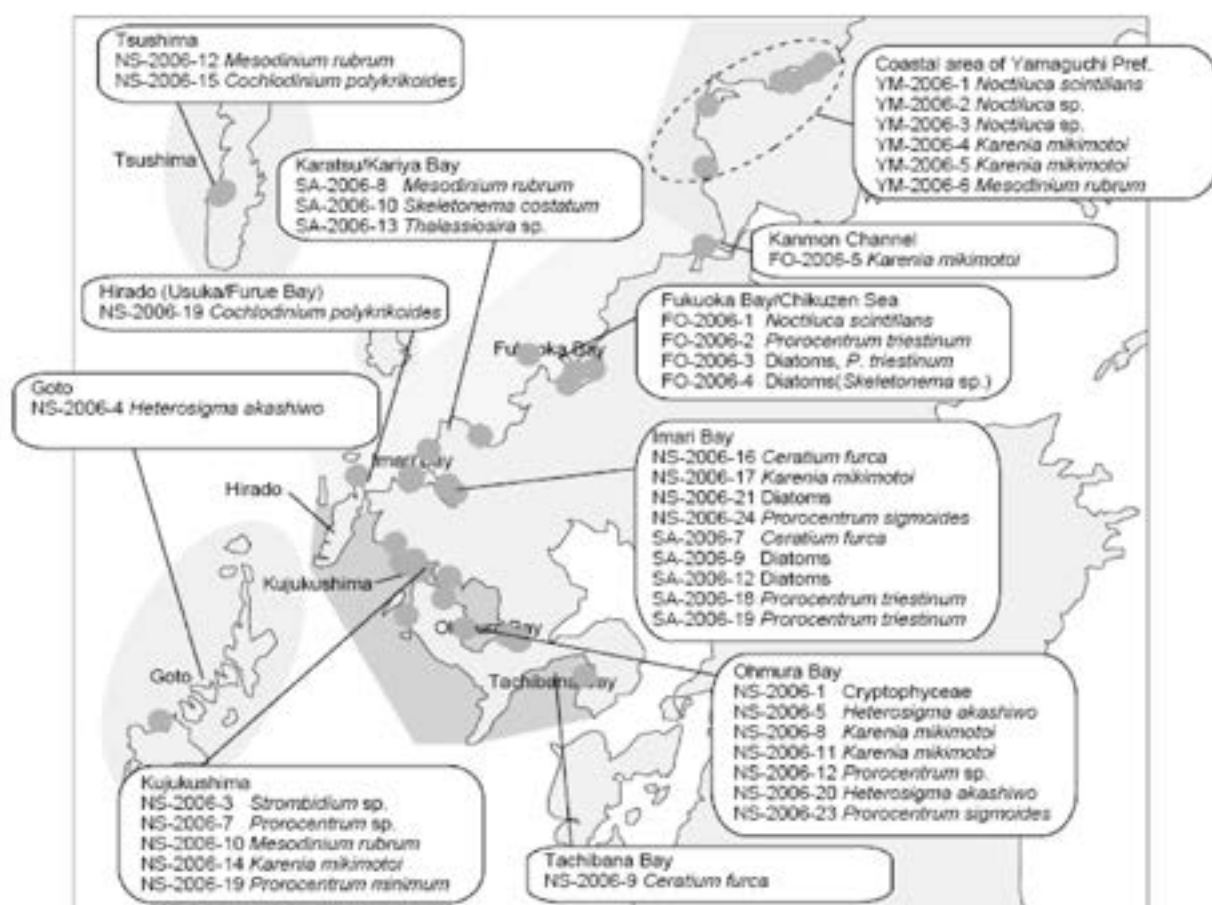 Tsushima
NS-2006-12 Mesodinium rubrum
NS-2006-15 Cochlodinium polykrikoides
Coastal area of Yamaguchi Pref.
YM-2006-1 Noctiluca scintillans
YM-2006-2 Noctiluca sp.
YM-2006-3 Noctiluca sp.
YM-2006-4 Karenia mikimotoi
YM-2006-5 Karenia mikimotoi
YM-2006-6 Mesodinium rubrum
Tsushima
Karatsu/Kariya Bay
SA-2006-8 Mesodinium rubrum
SA-2006-10 Skeletonema costatum
SA-2006-13 Thalassiosira sp.
Kanmon Channel
FO-2006-5 Karenia mikimotoi
Hirado (Usuka/Furue Bay)
NS-2006-19 Cochlodinium polykrikoides
Fukuoka Bay/Chikuzen Sea
FO-2006-1 Noctiluca scintillans
FO-2006-2 Prorocentrum triestinum
FO-2006-3 Diatoms, P. triestinum
FO-2006-4 Diatoms(Skeletonema sp.)
Fukuoka Bay
Goto
NS-2006-4 Heterosigma akashiwo
Imari Bay
NS-2006-16 Ceratium furca
NS-2006-17 Karenia mikimotoi
NS-2006-21 Diatoms
NS-2006-24 Prorocentrum sigmoides
SA-2006-7 Ceratium furca
SA-2006-9 Diatoms
SA-2006-12 Diatoms
SA-2006-18 Prorocentrum triestinum
SA-2006-19 Prorocentrum triestinum
Imari Bay
Hirado
Kujukushima
Ohmura Bay
Goto
Tachibana Bay
Ohmura Bay
NS-2006-1 Cryptophyceae
NS-2006-5 Heterosigma akashiwo
NS-2006-8 Karenia mikimotoi
NS-2006-11 Karenia mikimotoi
NS-2006-12 Prorocentrum sp.
NS-2006-20 Heterosigma akashiwo
NS-2006-23 Prorocentrum sigmoides
Kujukushima
NS-2006-3 Strombidium sp.
NS-2006-7 Prorocentrum sp.
NS-2006-10 Mesodinium rubrum
NS-2006-14 Karenia mikimotoi
NS-2006-19 Prorocentrum minimum
Tachibana Bay
NS-2006-9 Ceratium furca